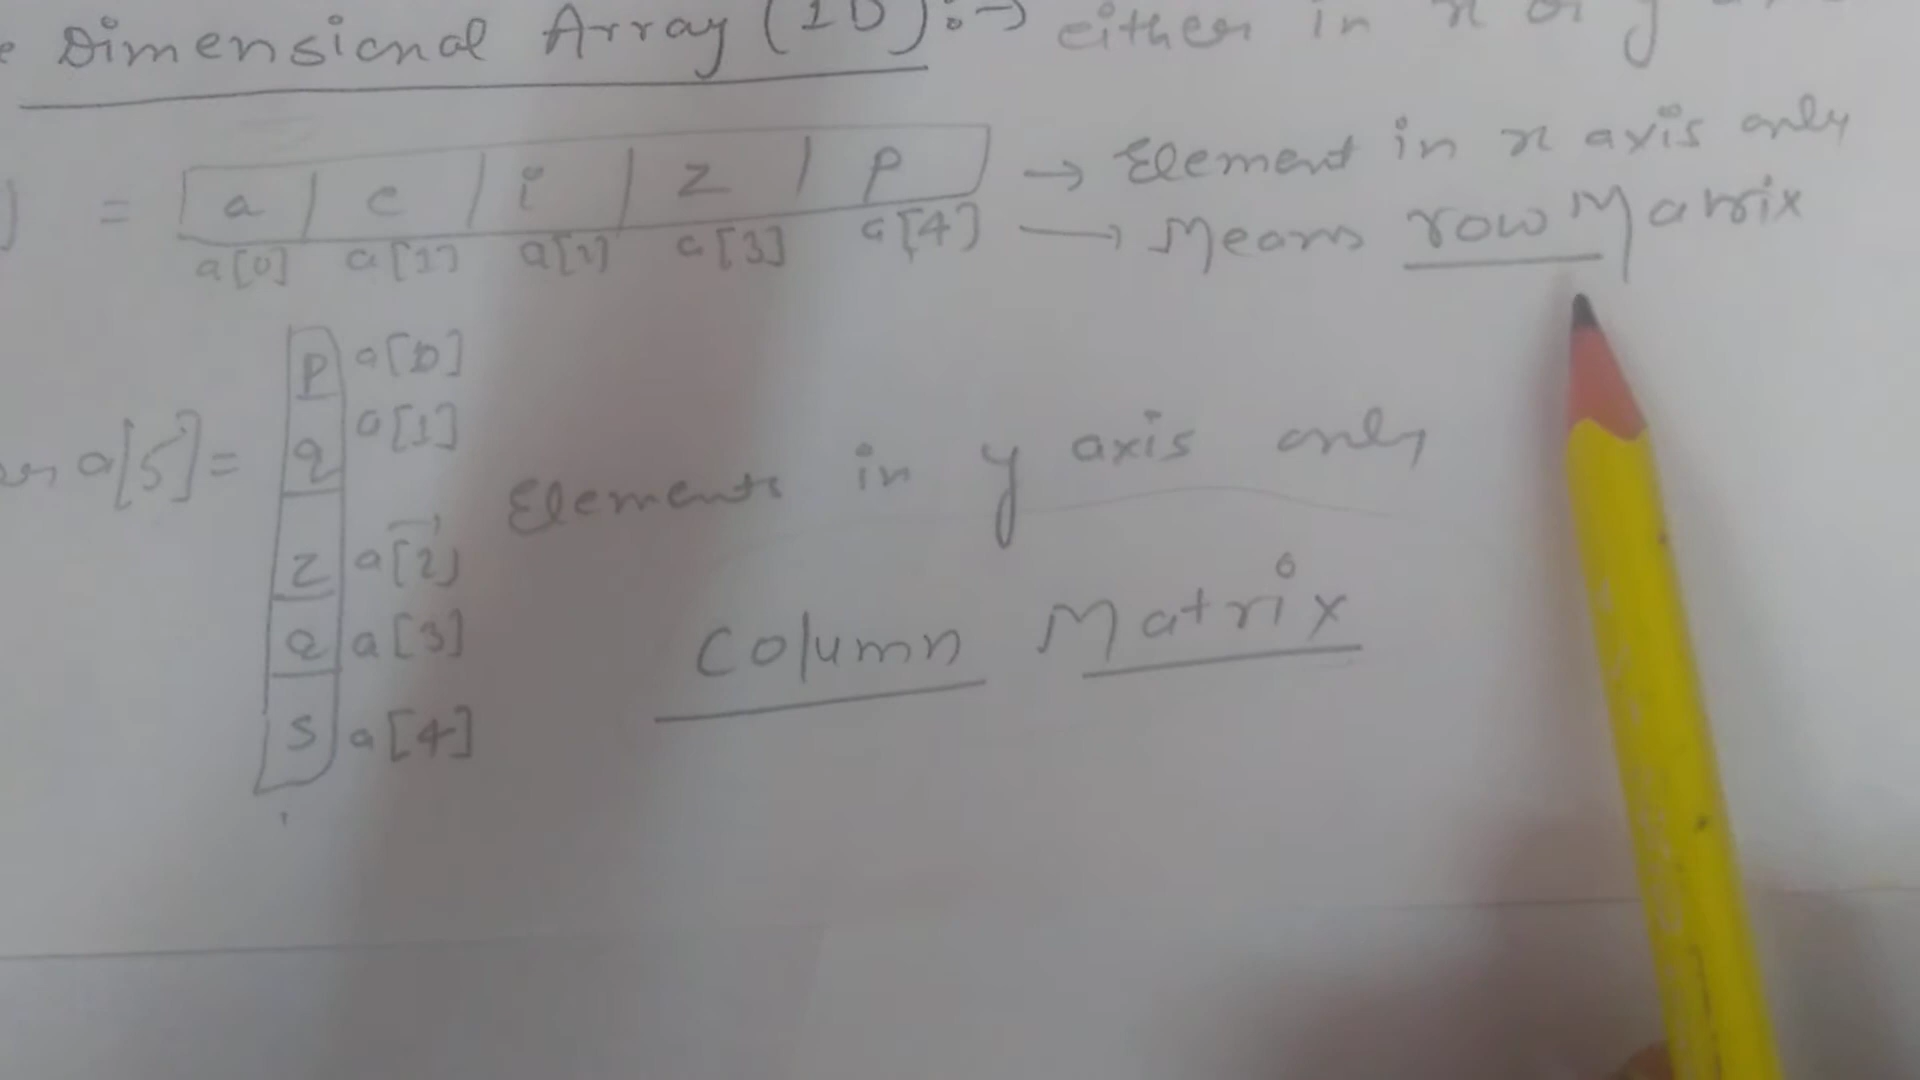 Dimensional Array (1D) :→ either in x or y
= a | e | i | z | p → Element in x axis only
a[0] a[1] a[2] a[3] a[4] → Means row Matrix
p a[0]
q a[1]
a[5] = Elements in y axis only
z a[2]
a[3]
s a[4]
Column Matrix